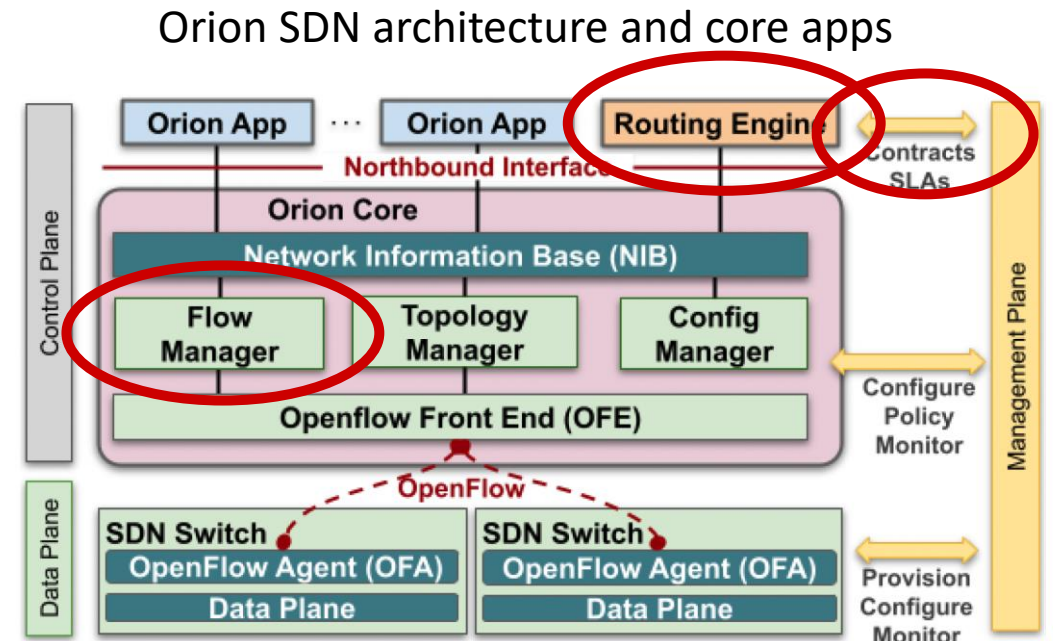 Orion SDN architecture and core apps
Control Plane
Orion App
...
Orion App
Routing Engine
Contracts
SLAs
Northbound Interface
Orion Core
Network Information Base (NIB)
Flow
Manager
Topology
Manager
Config
Manager
Configure
Policy
Monitor
Management Plane
Openflow Front End (OFE)
OpenFlow
Data Plane
SDN Switch
OpenFlow Agent (OFA)
Data Plane
SDN Switch
OpenFlow Agent (OFA)
Data Plane
Provision
Configure
Monitor